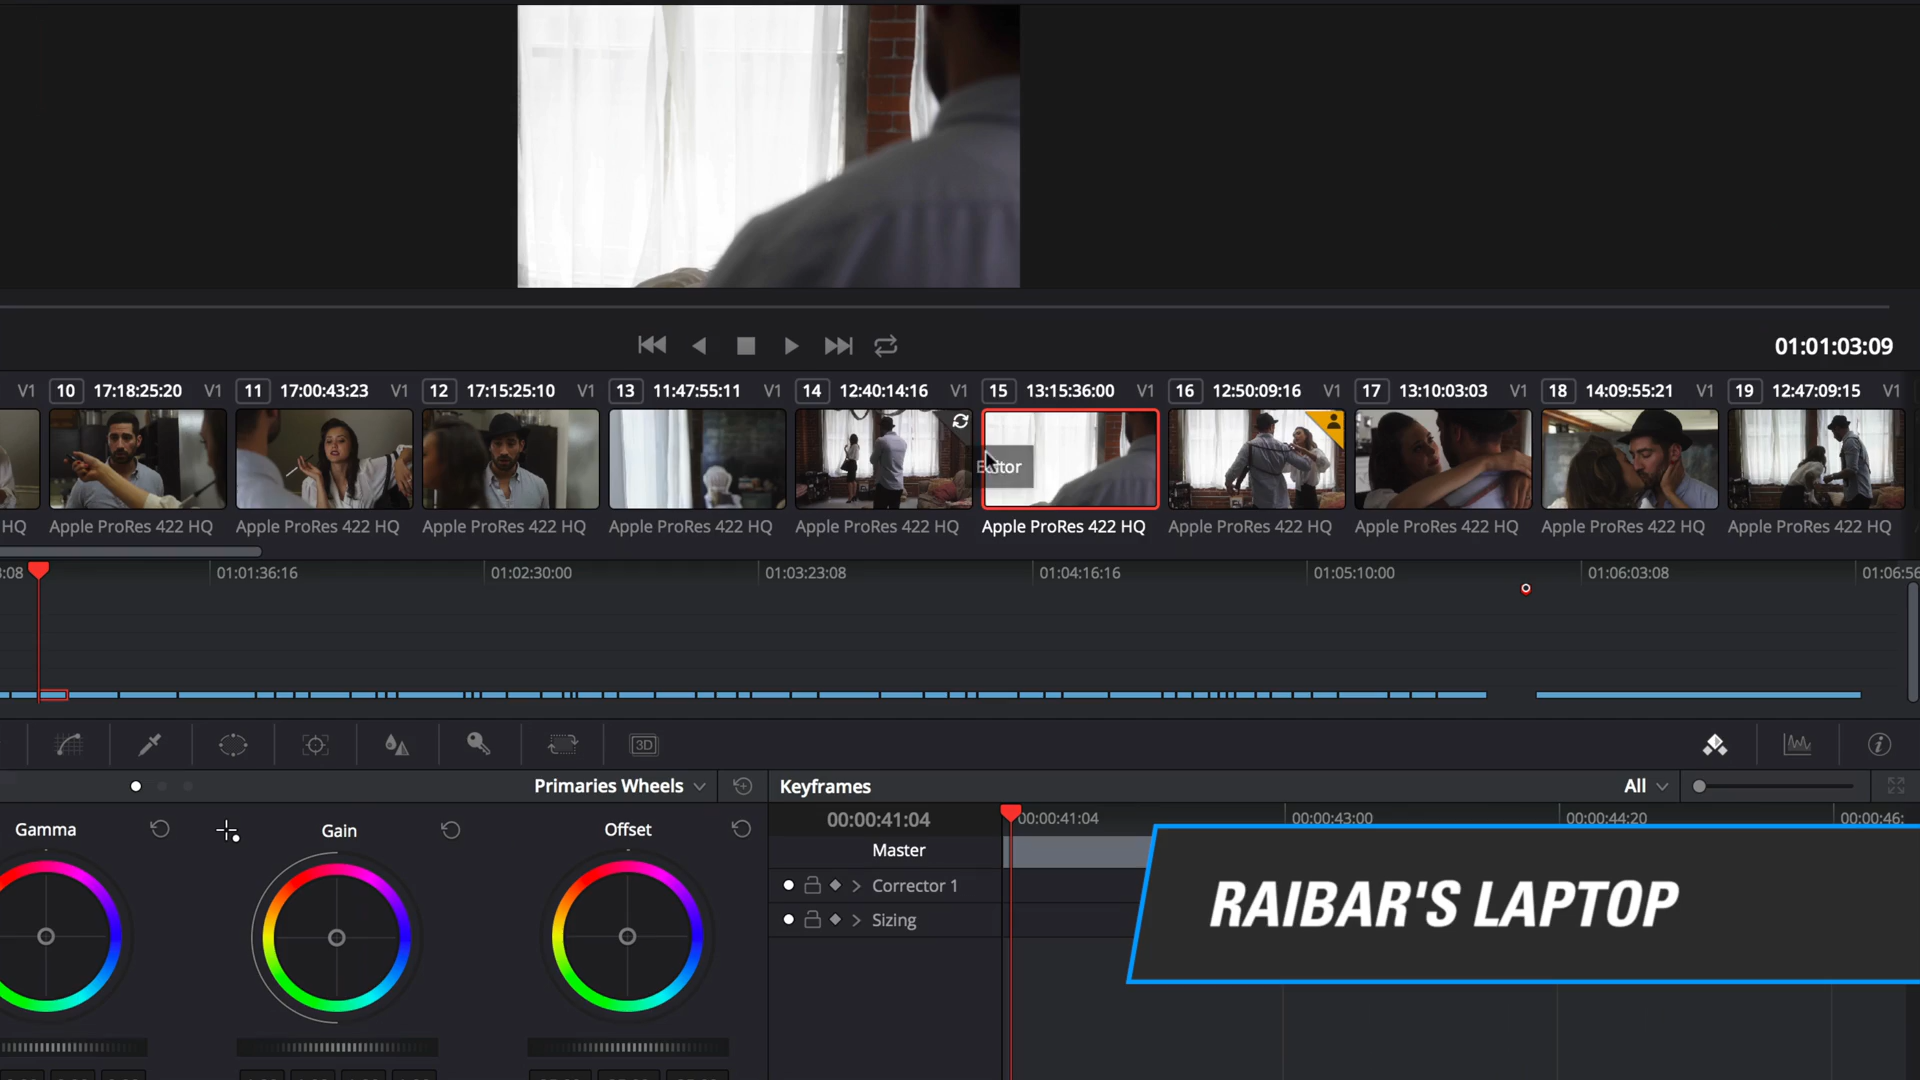 01:01:03:09
V1 10 17:18:25:20 V1 11 17:00:43:23 V1 12 17:15:25:10 V1 13 11:47:55:11 V1 14 12:40:14:16 V1 15 13:15:36:00 V1 16 12:50:09:16 V1 17 13:10:03:03 V1 18 14:09:55:21 V1 19 12:47:09:15 V1
HQ Apple ProRes 422 HQ Apple ProRes 422 HQ Apple ProRes 422 HQ Apple ProRes 422 HQ Apple ProRes 422 HQ Apple ProRes 422 HQ Apple ProRes 422 HQ Apple ProRes 422 HQ Apple ProRes 422 HQ Apple ProRes 422 HQ
:08 01:01:36:16 01:02:30:00 01:03:23:08 01:04:16:16 01:05:10:00 01:06:03:08 01:06:56
3D
Primaries Wheels Keyframes All
Gamma Gain Offset
00:00:41:04 00:00:41:04 00:00:43:00 00:00:44:20 00:00:46:
Master
Corrector 1
Sizing
RAIBAR'S LAPTOP